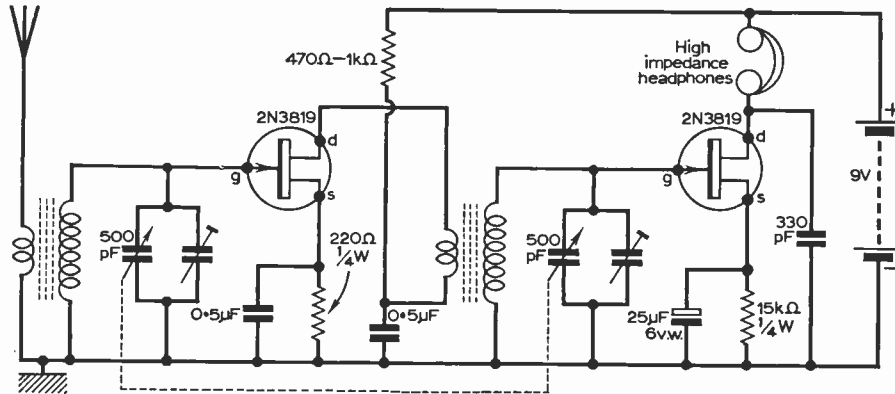 470Ω–1kΩ
High
impedance
headphones
2N3819
d
g
s
2N3819
d
g
s
+
9V
−
500
pF
220Ω
¼W
0·5µF
0·5µF
500
pF
25µF
6v.w.
15kΩ
¼W
330
pF